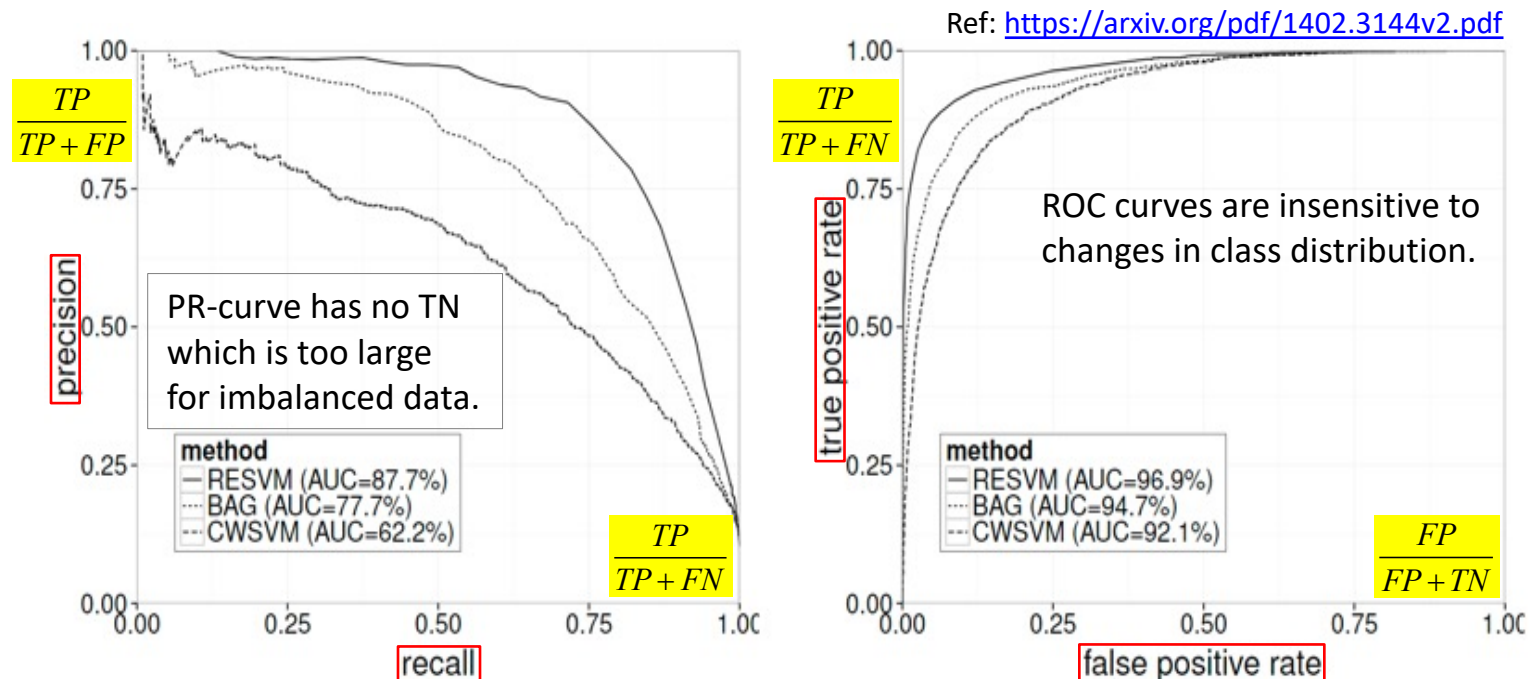 Ref: https://arxiv.org/pdf/1402.3144v2.pdf
1.00
TP
TP + FP
0.75
precision
0.50
PR-curve has no TN
which is too large
for imbalanced data.
0.25
method
RESVM (AUC=87.7%)
BAG (AUC=77.7%)
CWSVM (AUC=62.2%)
TP
TP + FN
0.00
0.00 0.25 0.50 0.75 1.00
recall
1.00
TP
TP + FN
0.75
true positive rate
ROC curves are insensitive to
changes in class distribution.
0.50
0.25
method
RESVM (AUC=96.9%)
BAG (AUC=94.7%)
CWSVM (AUC=92.1%)
FP
FP + TN
0.00
0.00 0.25 0.50 0.75 1.00
false positive rate